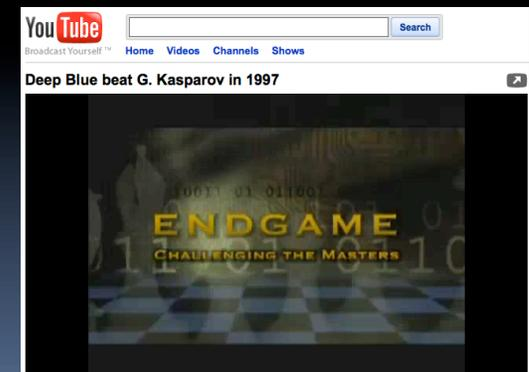 You Tube
Broadcast Yourself ™
Search
Home Videos Channels Shows
Deep Blue beat G. Kasparov in 1997
ENDGAME
CHALLENGING THE MASTERS